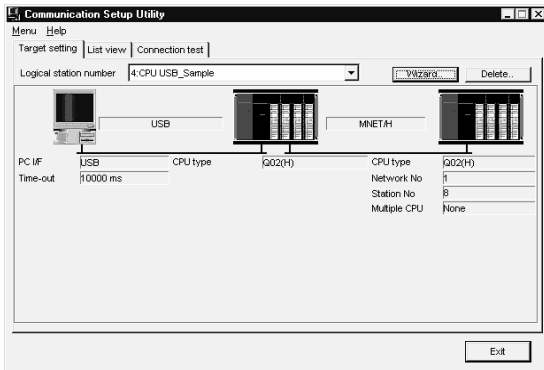 Communication Setup Utility
Menu Help
Target setting List view Connection test
Logical station number 4:CPU USB_Sample Wizard... Delete..
USB MNET/H
PC I/F USB CPU type Q02(H) CPU type Q02(H)
Time-out 10000 ms Network No 1
Station No 8
Multiple CPU None
Exit